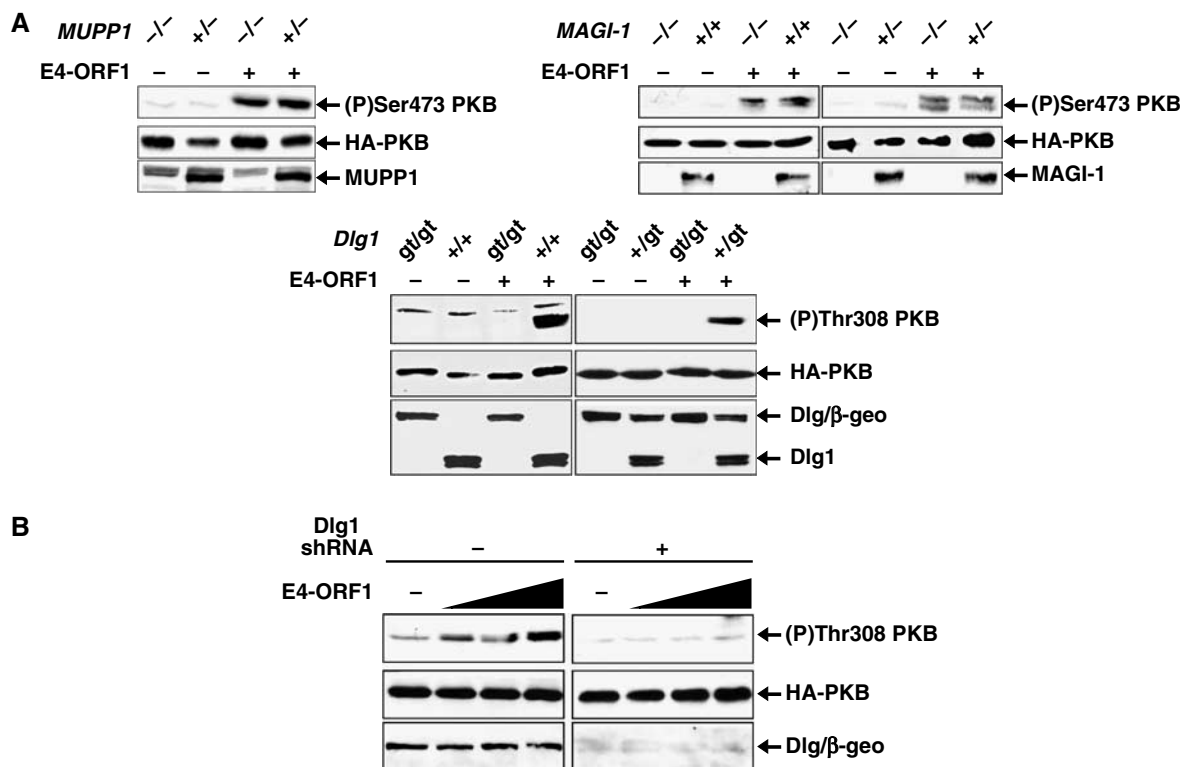 A
MUPP1 -/- +/- -/- +/-
E4-ORF1 – – + +
(P)Ser473 PKB
HA-PKB
MUPP1
MAGI-1 -/- +/+ -/- +/+ -/- +/- -/- +/-
E4-ORF1 – – + + – – + +
(P)Ser473 PKB
HA-PKB
MAGI-1
Dlg1 gt/gt +/+ gt/gt +/+ gt/gt +/gt gt/gt +/gt
E4-ORF1 – – + + – – + +
(P)Thr308 PKB
HA-PKB
Dlg/β-geo
Dlg1
B
Dlg1
shRNA – +
E4-ORF1 – –
(P)Thr308 PKB
HA-PKB
Dlg/β-geo